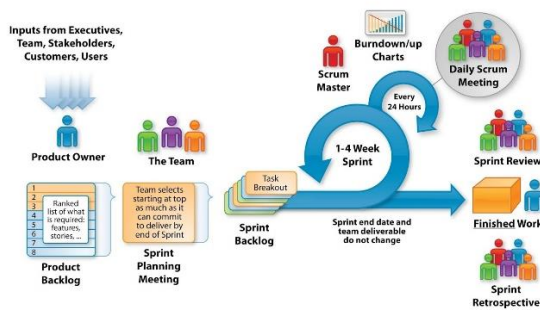 Inputs from Executives,
Team, Stakeholders,
Customers, Users
Product Owner
The Team
1
2
3
Ranked
list of what
is required:
features,
stories, ...
7
8
Product
Backlog
Team selects
starting at top
as much as it
can commit
to deliver by
end of Sprint
Sprint
Planning
Meeting
Task
Breakout
Sprint
Backlog
Scrum
Master
Burndown/up
Charts
Every
24 Hours
1-4 Week
Sprint
Daily Scrum
Meeting
Sprint end date and
team deliverable
do not change
Sprint Review
Finished Work
Sprint
Retrospective